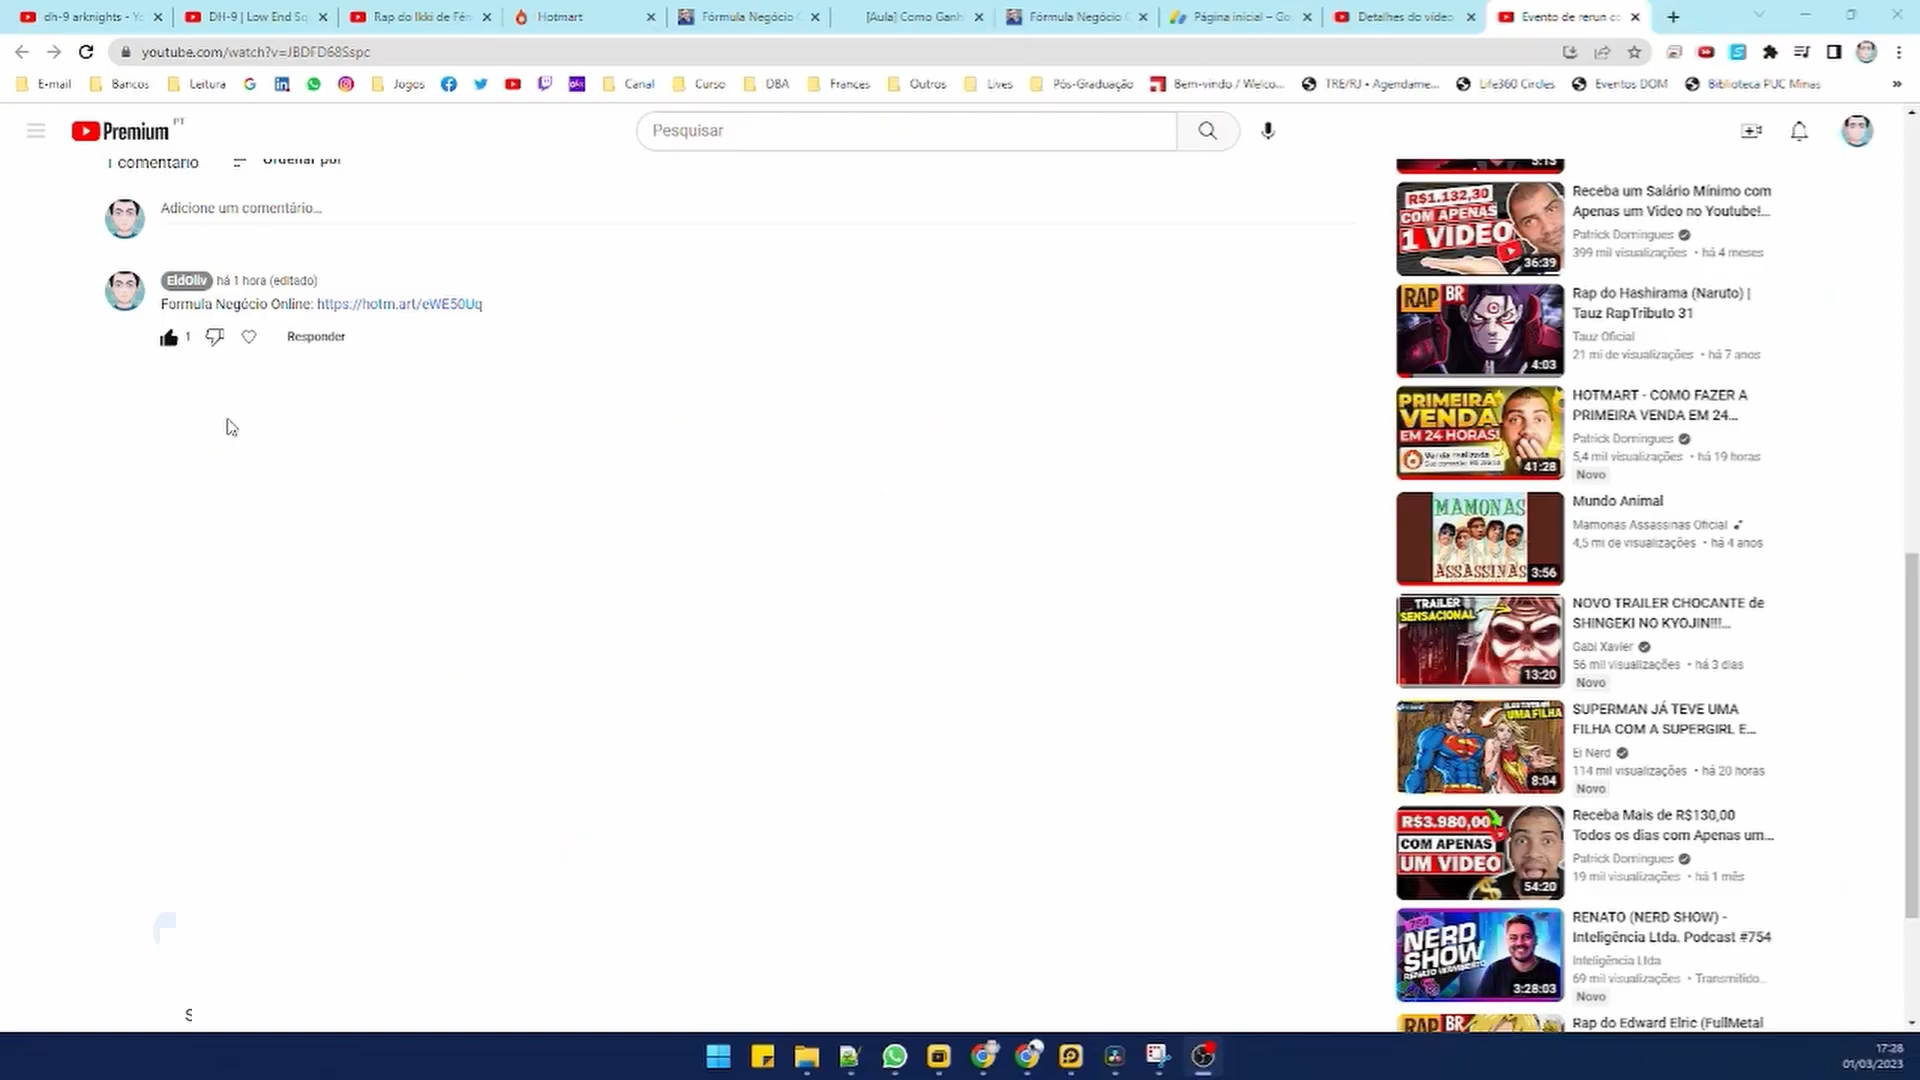 dh-9 arknights - Yo
DH-9 | Low End Sq
Rap do Ikki de Fên
Hotmart
Fórmula Negócio O
[Aula] Como Ganh
Fórmula Negócio O
Página inicial – Go
Detalhes do vídeo
Evento de rerun co
youtube.com/watch?v=JBDFD68Sspc
E-mail
Bancos
Leitura
Jogos
Canal
Curso
DBA
Frances
Outros
Lives
Pós-Graduação
Bem-vindo / Welco...
TRE/RJ • Agendame...
Life360 Circles
Eventos DOM
Biblioteca PUC Minas
»
Premium PT
Pesquisar
1 comentário
Ordenar por
Adicione um comentário...
EldOliv há 1 hora (editado)
Formula Negócio Online: https://hotm.art/eWE50Uq
1
Responder
3:13
R$1.132,30
COM APENAS
1 VIDEO
36:39
Receba um Salário Mínimo com
Apenas um Vídeo no Youtube!...
Patrick Domingues
399 mil visualizações • há 4 meses
RAP BR
4:03
Rap do Hashirama (Naruto) |
Tauz RapTributo 31
Tauz Oficial
21 mi de visualizações • há 7 anos
PRIMEIRA
VENDA
EM 24 HORAS!
Venda realizada
41:28
HOTMART - COMO FAZER A
PRIMEIRA VENDA EM 24...
Patrick Domingues
5,4 mil visualizações • há 19 horas
Novo
MAMONAS
ASSASSINAS
3:56
Mundo Animal
Mamonas Assassinas Oficial
4,5 mi de visualizações • há 4 anos
TRAILER
SENSACIONAL
13:20
NOVO TRAILER CHOCANTE de
SHINGEKI NO KYOJIN!!!...
Gabi Xavier
56 mil visualizações • há 3 dias
Novo
UMA FILHA
8:04
SUPERMAN JÁ TEVE UMA
FILHA COM A SUPERGIRL E...
Ei Nerd
114 mil visualizações • há 20 horas
Novo
R$3.980,00
COM APENAS
UM VIDEO
54:20
Receba Mais de R$130,00
Todos os dias com Apenas um...
Patrick Domingues
19 mil visualizações • há 1 mês
NERD
SHOW
3:28:03
RENATO (NERD SHOW) -
Inteligência Ltda. Podcast #754
Inteligência Ltda
69 mil visualizações • Transmitido...
Novo
RAP BR
Rap do Edward Elric (FullMetal
S
17:28
01/03/2023